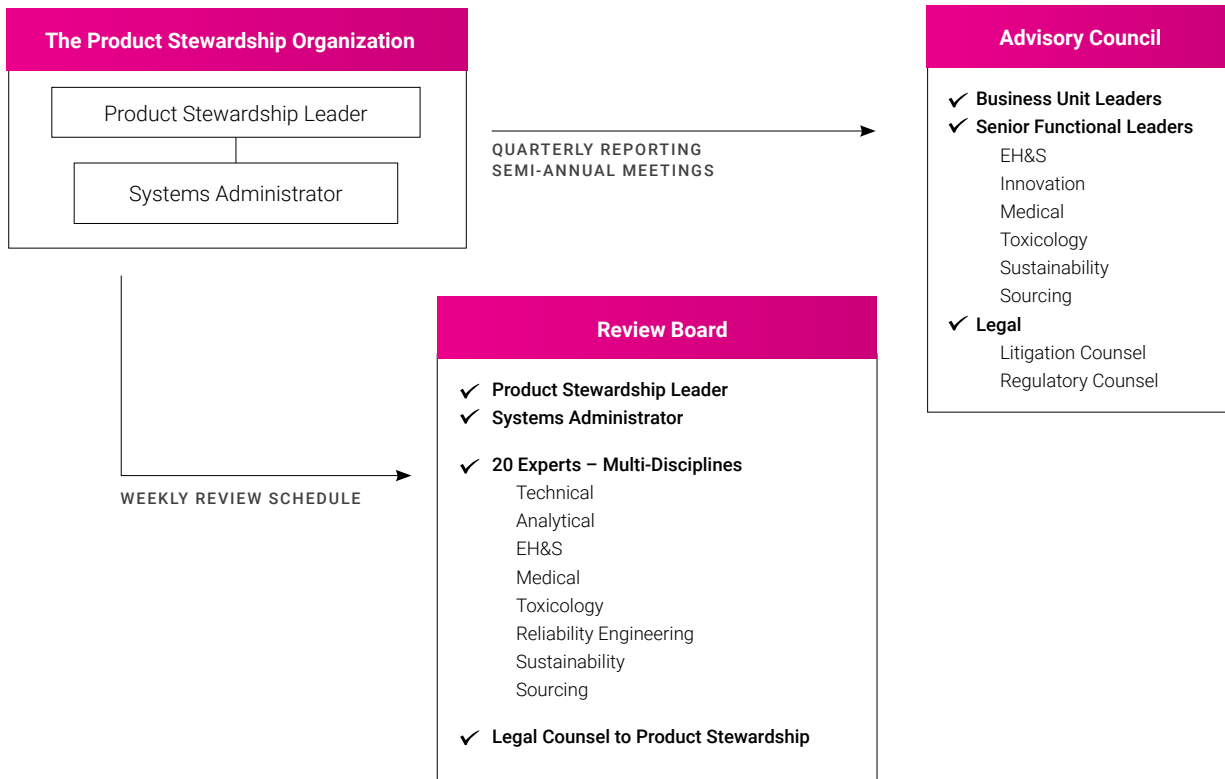 The Product Stewardship Organization
Product Stewardship Leader
Systems Administrator
QUARTERLY REPORTING
SEMI-ANNUAL MEETINGS
Advisory Council
✓ Business Unit Leaders
✓ Senior Functional Leaders
EH&S
Innovation
Medical
Toxicology
Sustainability
Sourcing
✓ Legal
Litigation Counsel
Regulatory Counsel
WEEKLY REVIEW SCHEDULE
Review Board
✓ Product Stewardship Leader
✓ Systems Administrator
✓ 20 Experts – Multi-Disciplines
Technical
Analytical
EH&S
Medical
Toxicology
Reliability Engineering
Sustainability
Sourcing
✓ Legal Counsel to Product Stewardship